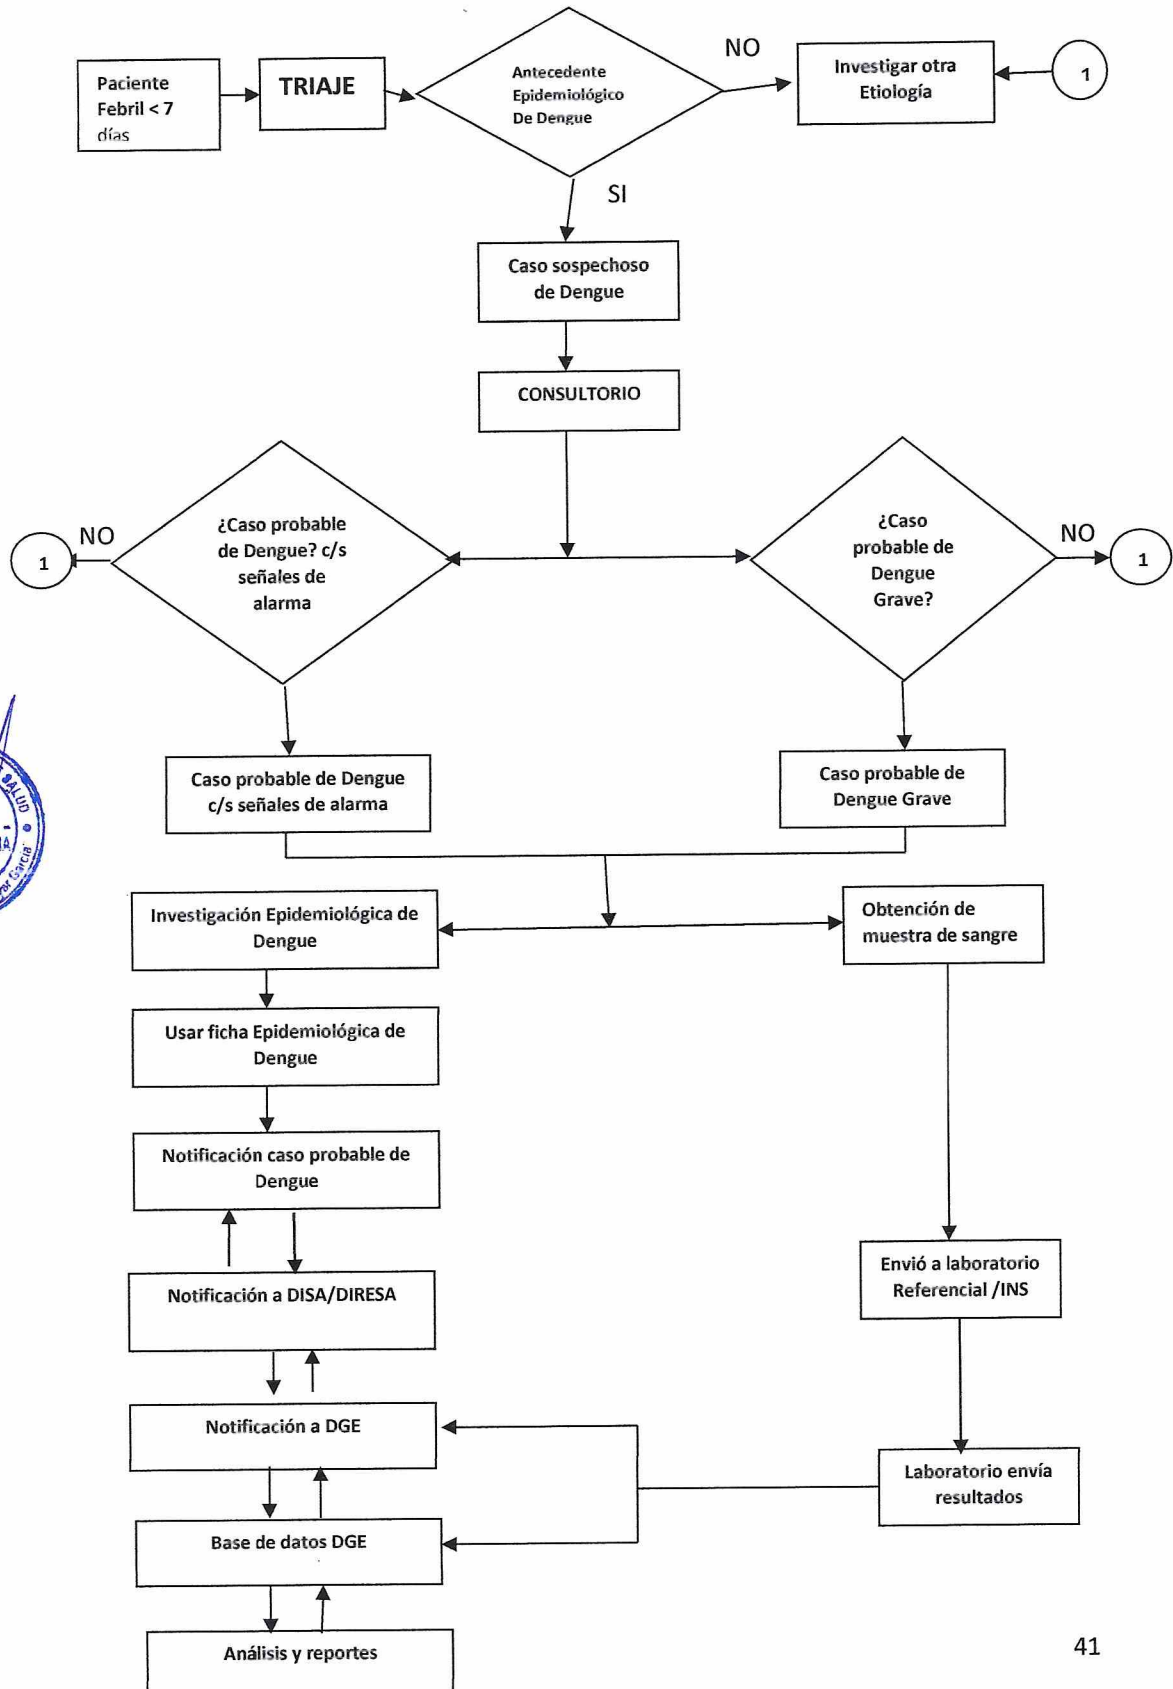 Paciente
Febril < 7
días
TRIAJE
Antecedente
Epidemiológico
De Dengue
NO
Investigar otra
Etiología
1
SI
Caso sospechoso
de Dengue
CONSULTORIO
1
NO
¿Caso probable
de Dengue? c/s
señales de
alarma
¿Caso
probable de
Dengue
Grave?
NO
1
Caso probable de Dengue
c/s señales de alarma
Caso probable de
Dengue Grave
SALUD
Investigación Epidemiológica de
Dengue
Obtención de
muestra de sangre
Usar ficha Epidemiológica de
Dengue
Notificación caso probable de
Dengue
Notificación a DISA/DIRESA
Envió a laboratorio
Referencial /INS
Notificación a DGE
Laboratorio envía
resultados
Base de datos DGE
Análisis y reportes
41